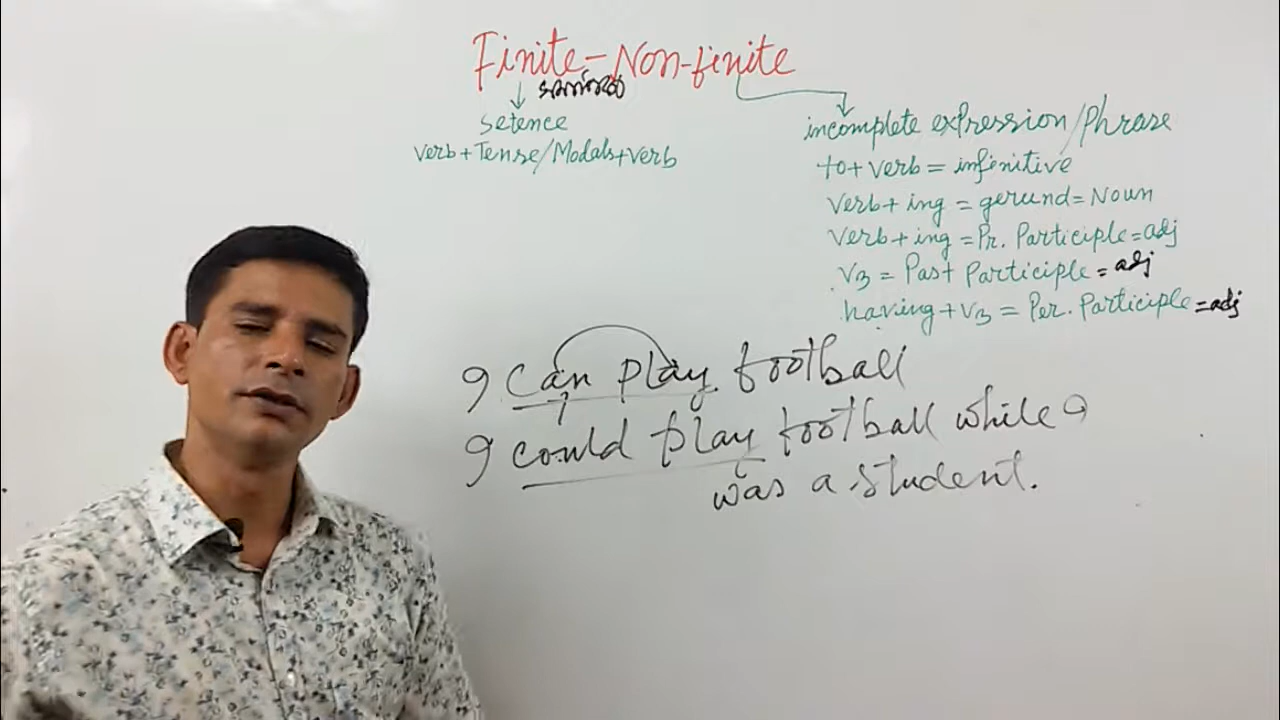 Finite-Non-finite
setence
verb+Tense/Modals+verb
incomplete expression/Phrase
to+verb = infinitive
verb+ing = gerund=Noun
verb+ing =Pr. Participle=adj
v3 = Past Participle = adj
having+v3 = Per. Participle =adj
I can play football
I could play football while I
was a student.